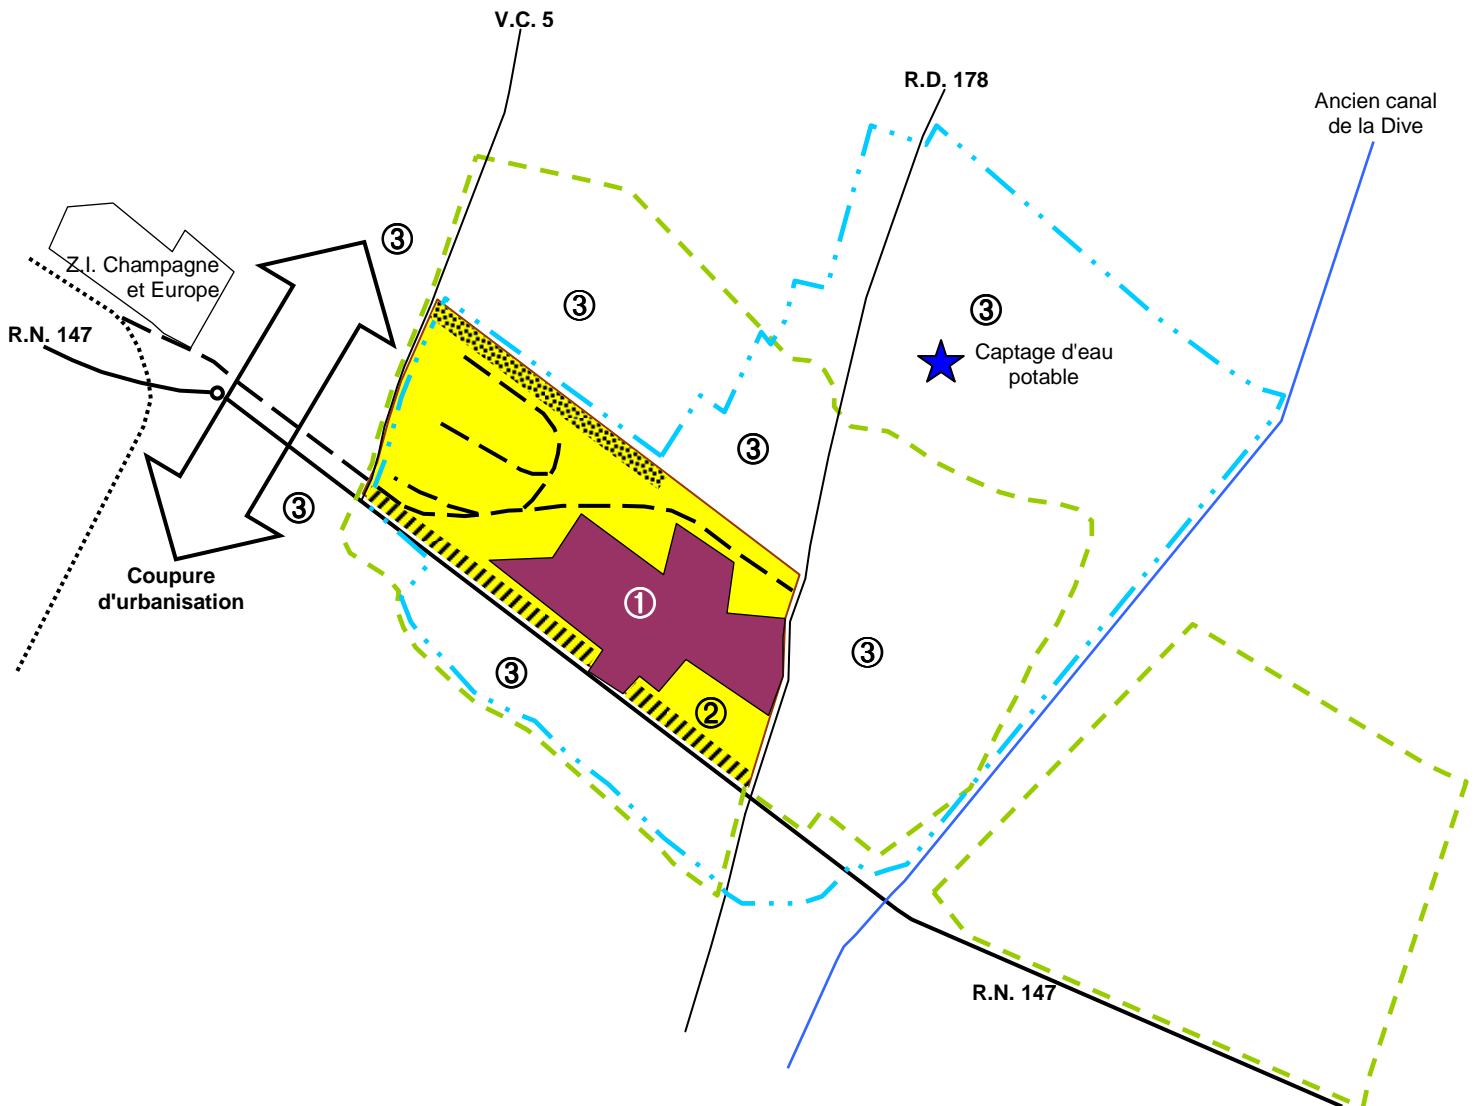 V.C. 5
R.D. 178
Ancien canal
de la Dive
③
Z.I. Champagne
et Europe
③
③
R.N. 147
Captage d'eau
potable
③
③
Coupure
d'urbanisation
①
③
③
②
R.N. 147